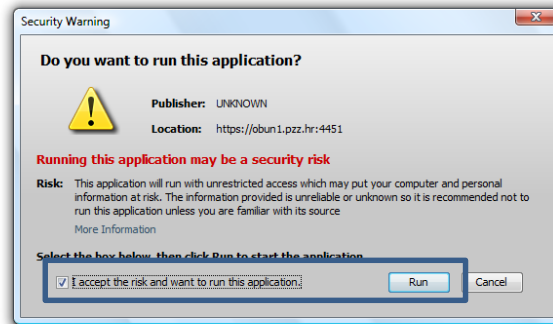 Security Warning
Do you want to run this application?
Publisher: UNKNOWN
Location: https://obun1.pzz.hr:4451
Running this application may be a security risk
Risk: This application will run with unrestricted access which may put your computer and personal
information at risk. The information provided is unreliable or unknown so it is recommended not to
run this application unless you are familiar with its source
More Information
Select the box below, then click Run to start the application
I accept the risk and want to run this application.
Run
Cancel